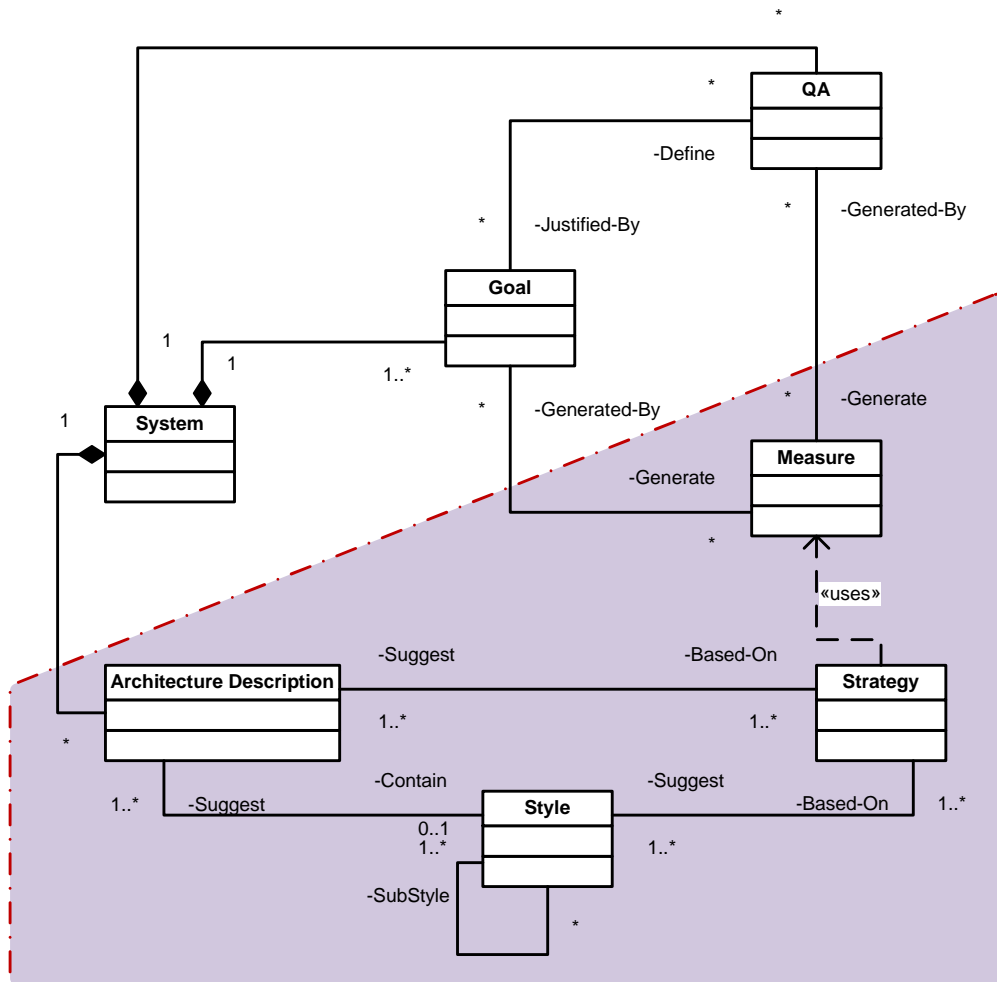 *
*
QA
-Define
*
-Generated-By
*
-Justified-By
Goal
1
1
1..*
*
-Generated-By
*
-Generate
1
System
Measure
-Generate
*
«uses»
-Suggest
-Based-On
Architecture Description
Strategy
1..*
1..*
*
-Contain
-Suggest
1..*
-Suggest
Style
-Based-On
1..*
0..1
1..*
1..*
-SubStyle
*